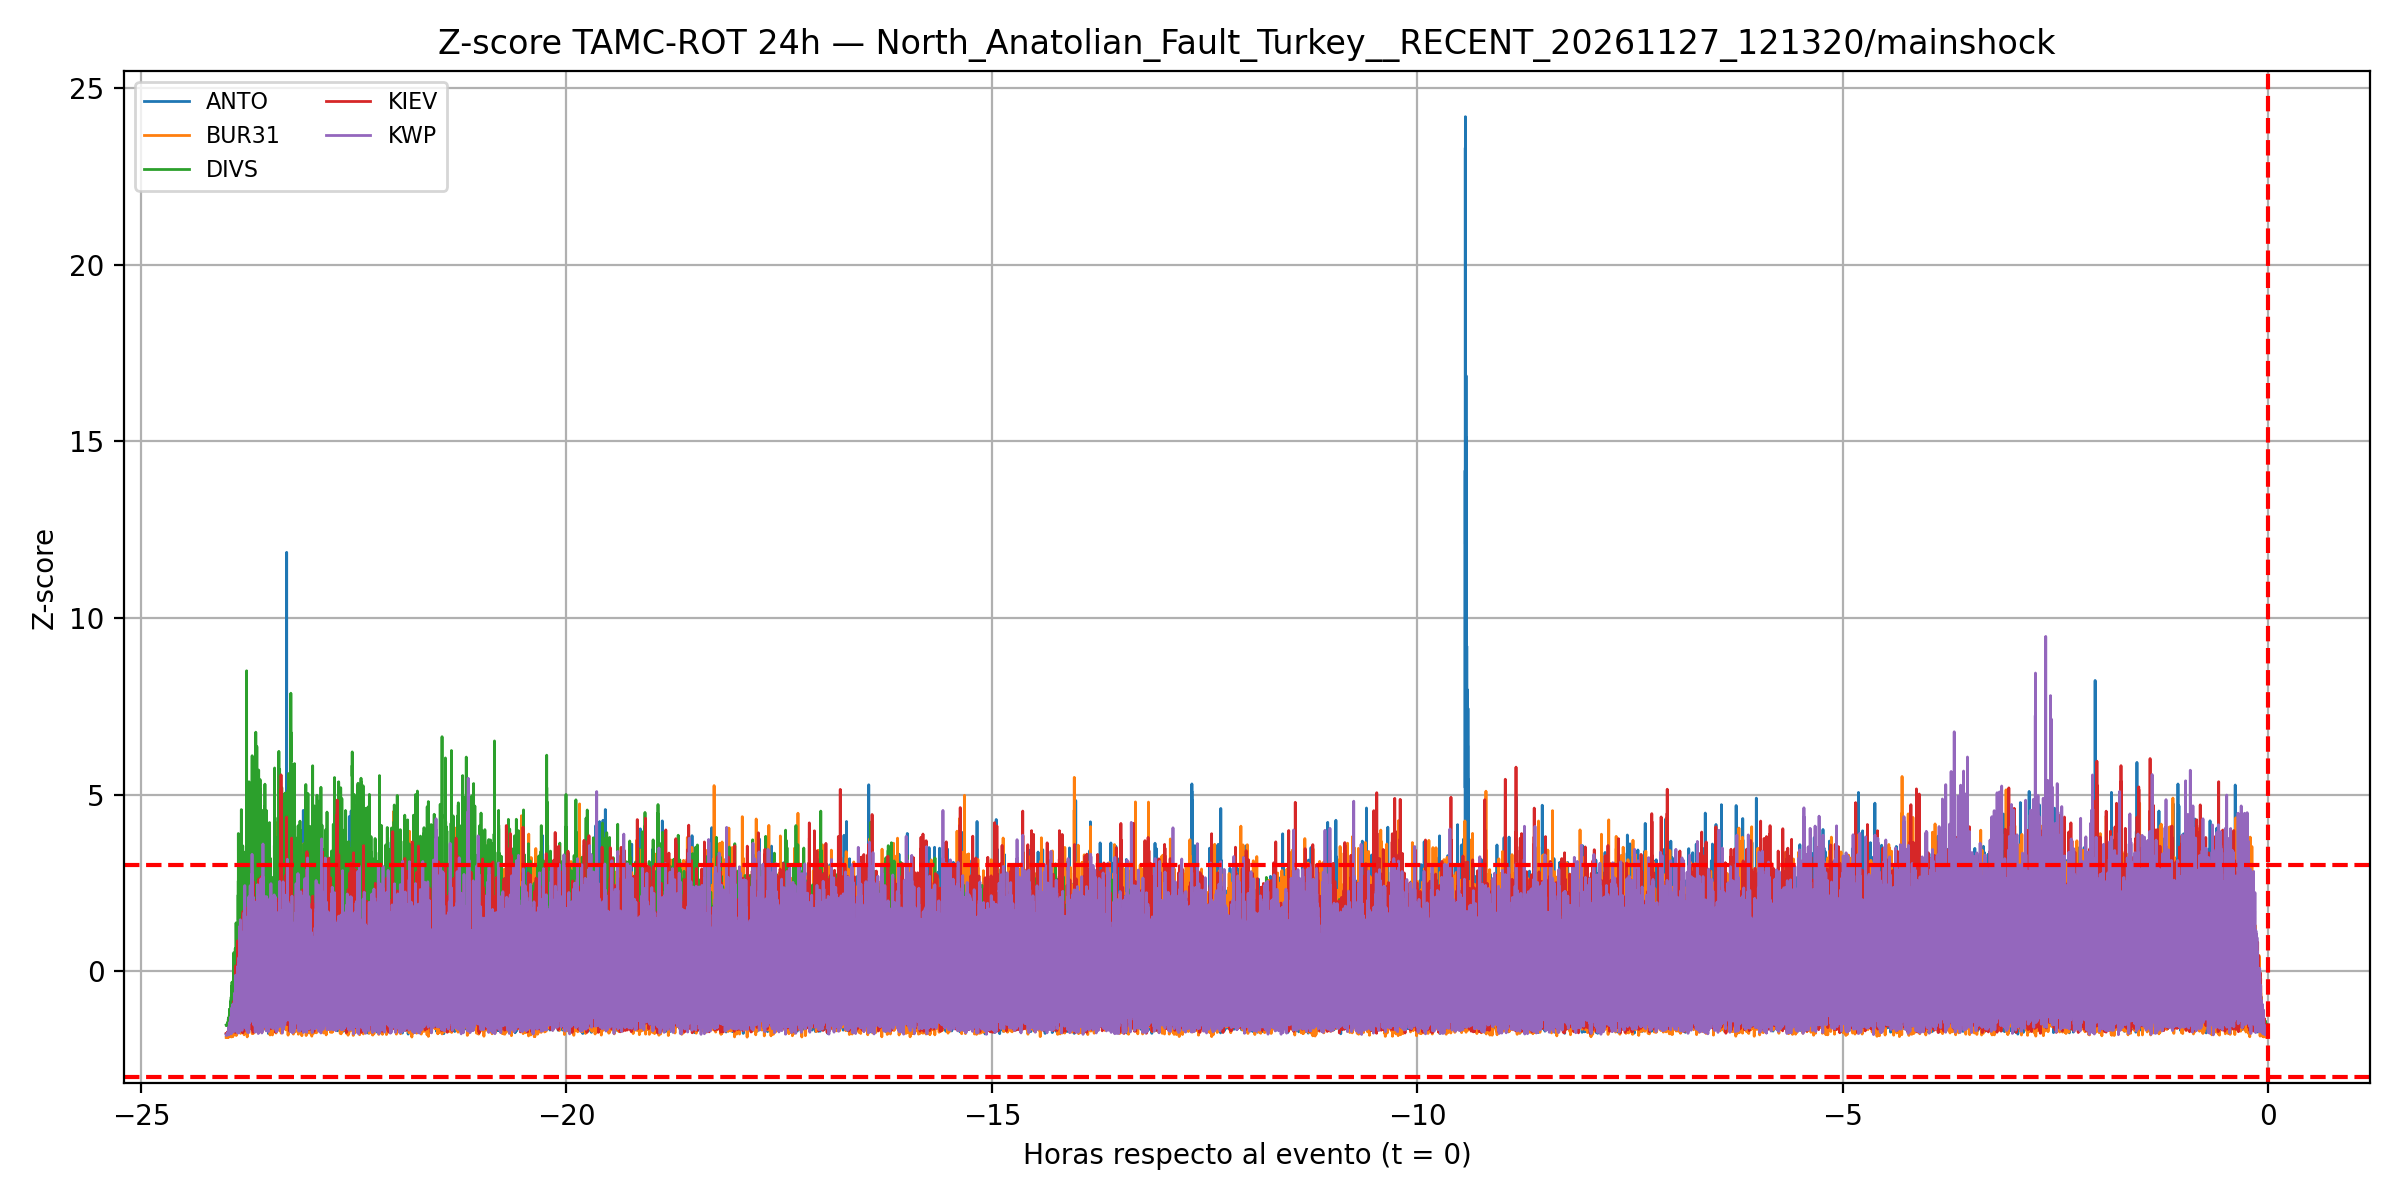 Z-score TAMC-ROT 24h — North_Anatolian_Fault_Turkey__RECENT_20261127_121320/mainshock
25
20
15
10
5
0
Z-score
ANTO
BUR31
DIVS
KIEV
KWP
−25
−20
−15
−10
−5
0
Horas respecto al evento (t = 0)